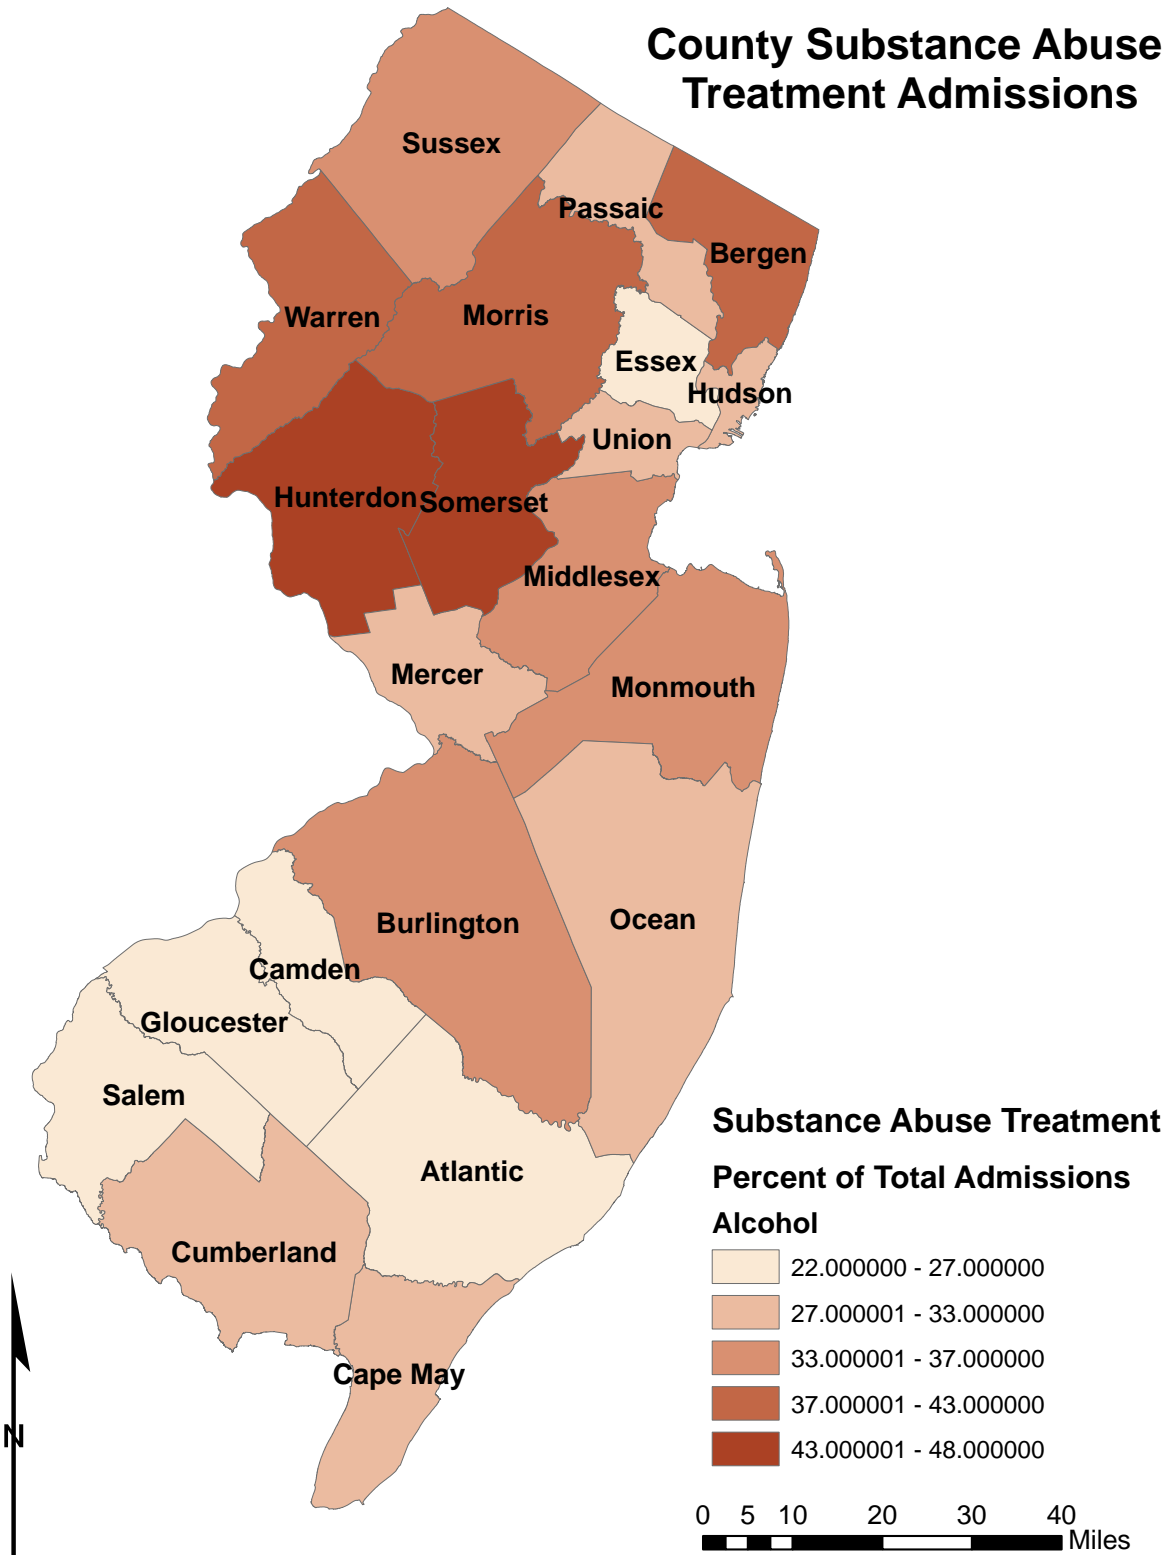 County Substance Abuse
Treatment Admissions
Sussex
Passaic
Bergen
Warren
Morris
Essex
Hudson
Union
Hunterdon
Somerset
Middlesex
Mercer
Monmouth
Burlington
Ocean
Camden
Gloucester
Salem
Atlantic
Cumberland
Cape May
Substance Abuse Treatment
Percent of Total Admissions
Alcohol
22.000000 - 27.000000
27.000001 - 33.000000
33.000001 - 37.000000
37.000001 - 43.000000
43.000001 - 48.000000
N
0 5 10 20 30 40
Miles